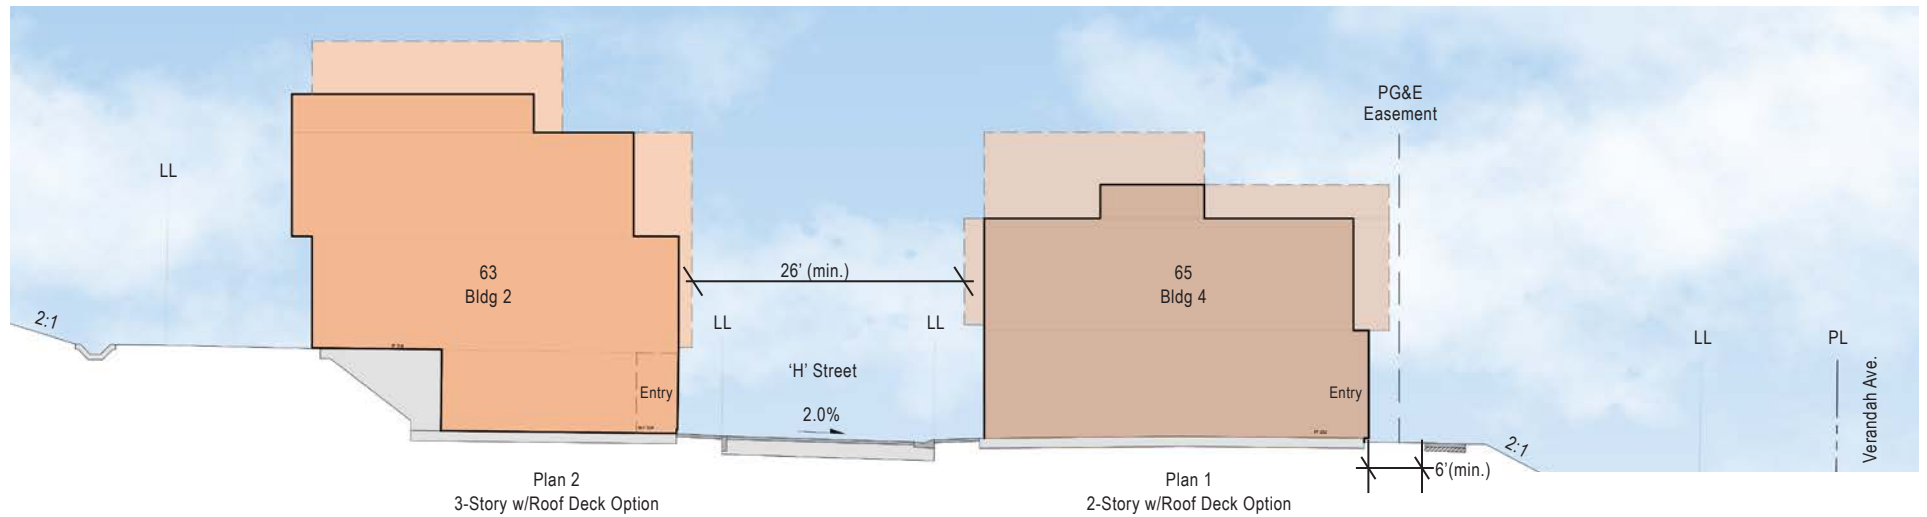 PG&E
Easement
LL
63
Bldg 2
26’ (min.)
65
Bldg 4
2:1
LL
LL
LL
PL
‘H’ Street
Entry
Entry
Verandah Ave.
2.0%
2:1
6’(min.)
Plan 2
3-Story w/Roof Deck Option
Plan 1
2-Story w/Roof Deck Option